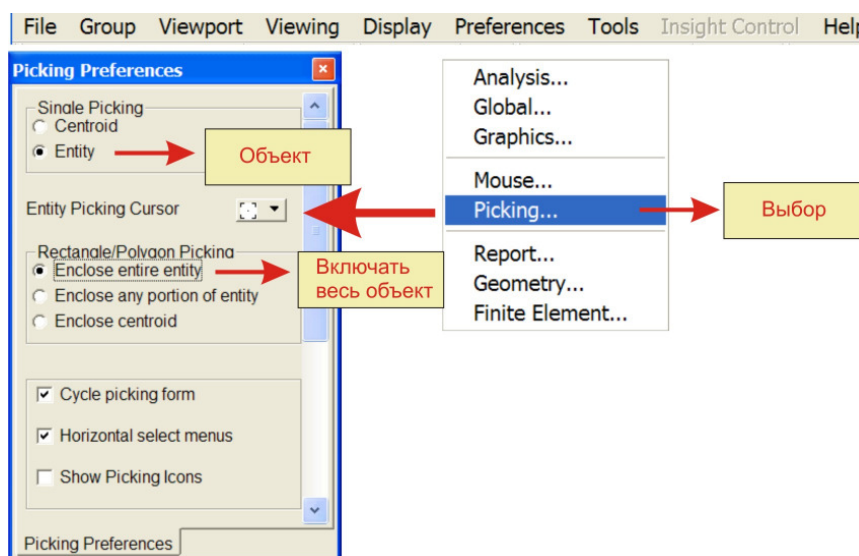 File Group Viewport Viewing Display Preferences Tools Insight Control Help
Picking Preferences
Single Picking
Centroid
Entity
Объект
Entity Picking Cursor
Rectangle/Polygon Picking
Enclose entire entity
Включать
весь объект
Enclose any portion of entity
Enclose centroid
Cycle picking form
Horizontal select menus
Show Picking Icons
Picking Preferences
Analysis...
Global...
Graphics...
Mouse...
Picking...
Выбор
Report...
Geometry...
Finite Element...